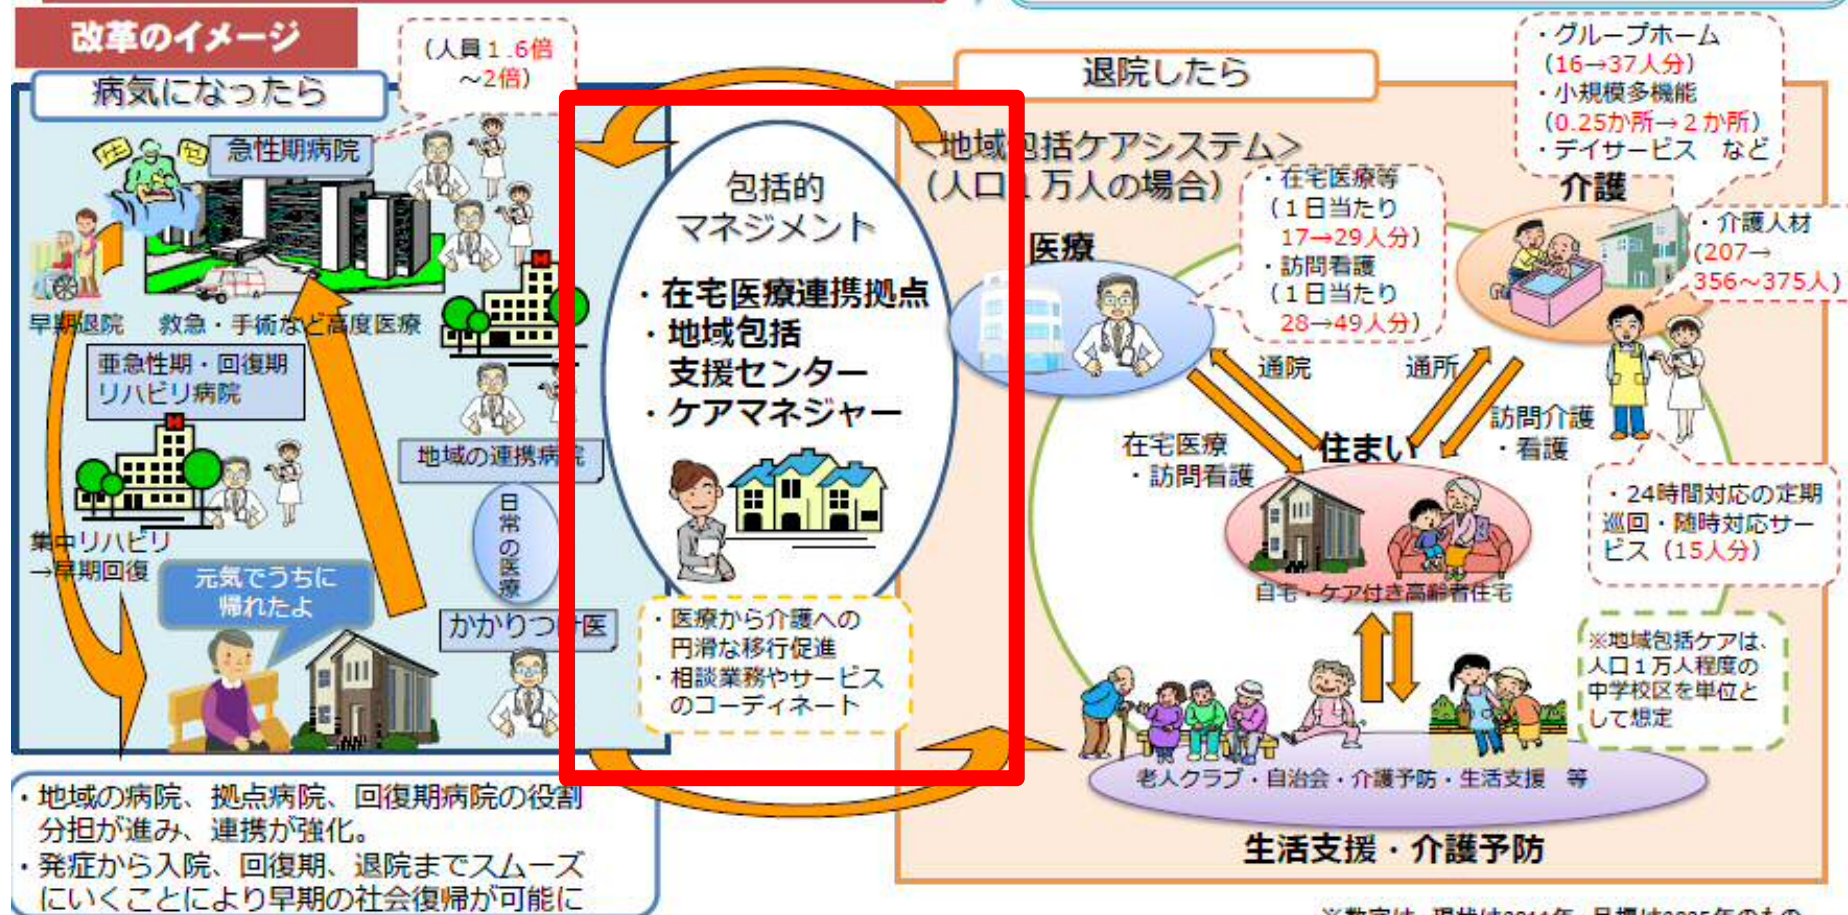 改革のイメージ
病気になったら
(人員1.6倍
～2倍)
急性期病院
早期退院
救急・手術など高度医療
亜急性期・回復期
リハビリ病院
地域の連携病院
日常の医療
集中リハビリ
→早期回復
元気でうちに
帰れたよ
かかりつけ医
・地域の病院、拠点病院、回復期病院の役割
分担が進み、連携が強化。
・発症から入院、回復期、退院までスムーズ
にいくことにより早期の社会復帰が可能に
包括的
マネジメント
・在宅医療連携拠点
・地域包括
支援センター
・ケアマネジャー
・医療から介護への
円滑な移行促進
・相談業務やサービス
のコーディネート
退院したら
<地域包括ケアシステム>
(人口1万人の場合)
医療
・在宅医療等
(1日当たり
17→29人分)
・訪問看護
(1日当たり
28→49人分)
・グループホーム
(16→37人分)
・小規模多機能
(0.25か所→2か所)
・デイサービス など
介護
・介護人材
(207→
356～375人)
通院
通所
在宅医療
・訪問看護
住まい
訪問介護
・看護
・24時間対応の定期
巡回・随時対応サー
ビス (15人分)
自宅・ケア付き高齢者住宅
※地域包括ケアは、
人口1万人程度の
中学校区を単位と
して想定
老人クラブ・自治会・介護予防・生活支援 等
生活支援・介護予防